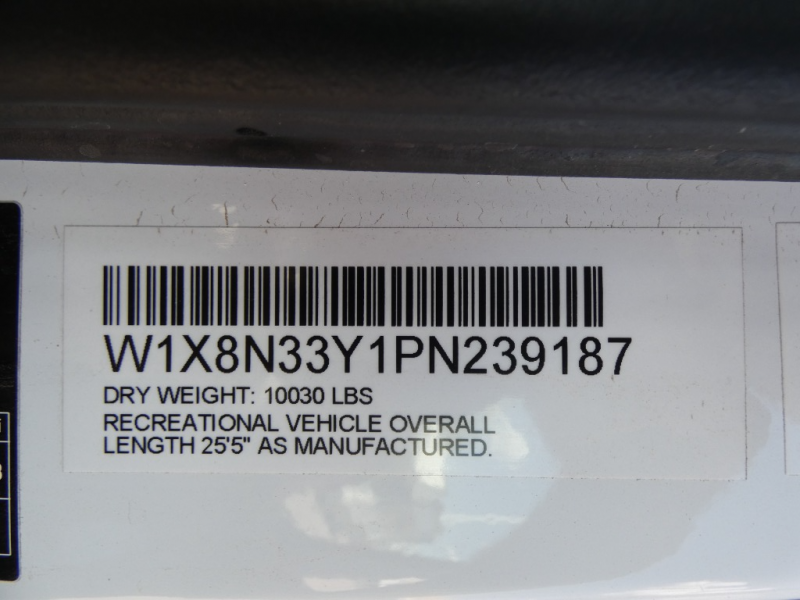 W1X8N33Y1PN239187
DRY WEIGHT: 10030 LBS
RECREATIONAL VEHICLE OVERALL
LENGTH 25'5" AS MANUFACTURED.